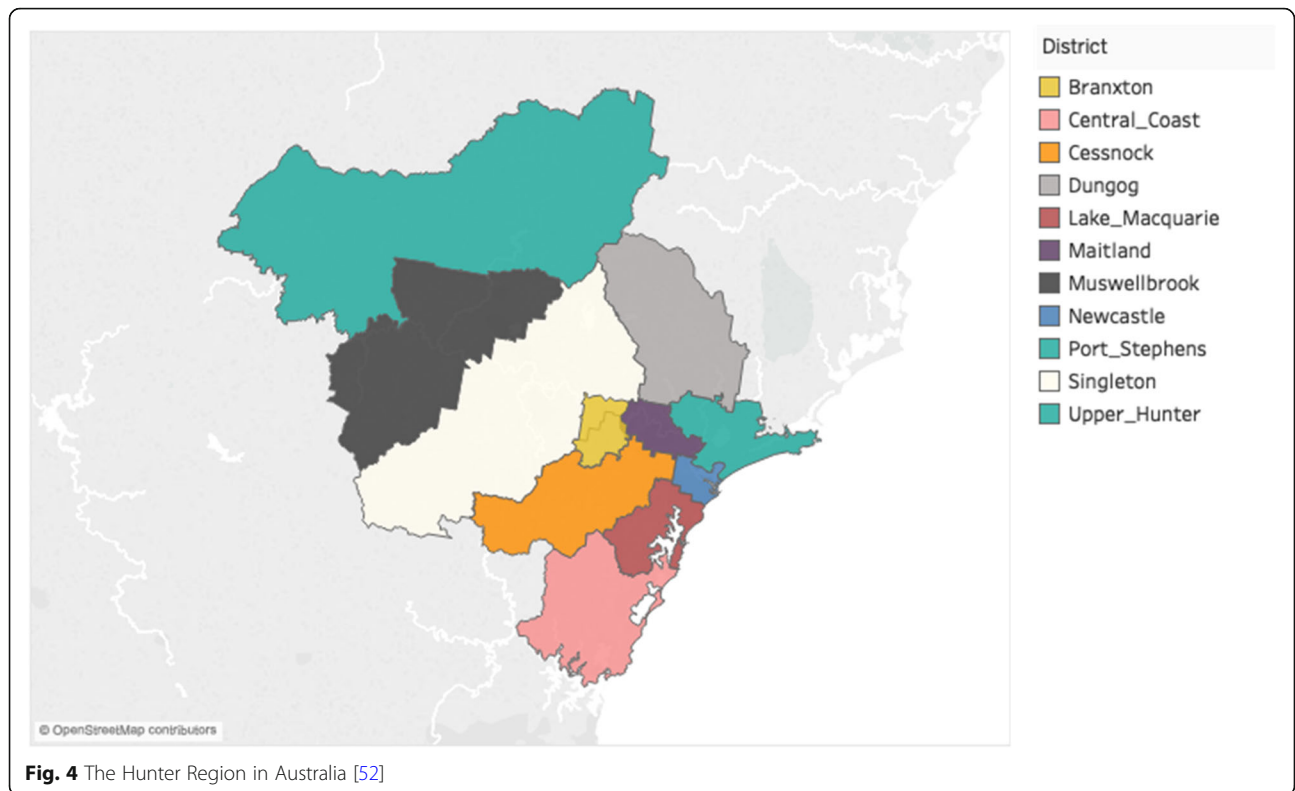 District
Branxton
Central_Coast
Cessnock
Dungog
Lake_Macquarie
Maitland
Muswellbrook
Newcastle
Port_Stephens
Singleton
Upper_Hunter
© OpenStreetMap contributors
Fig. 4 The Hunter Region in Australia [52]